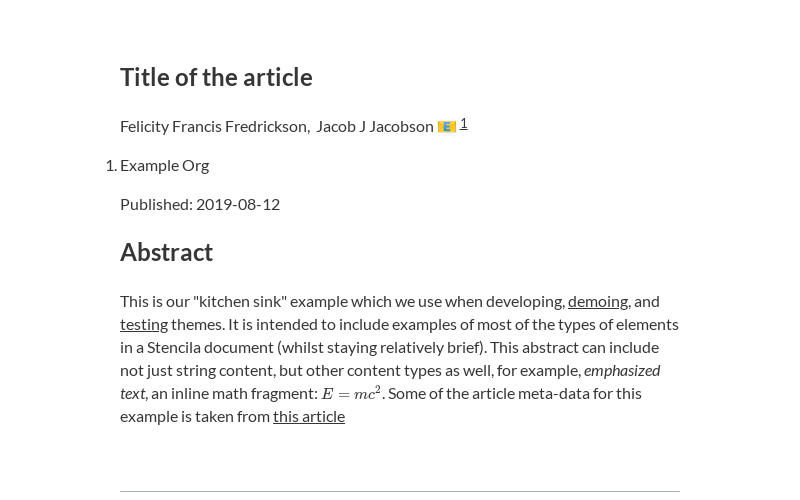 Title of the article
Felicity Francis Fredrickson, Jacob J Jacobson 📧 1
1. Example Org
Published: 2019-08-12
Abstract
This is our "kitchen sink" example which we use when developing, demoing, and
testing themes. It is intended to include examples of most of the types of elements
in a Stencila document (whilst staying relatively brief). This abstract can include
not just string content, but other content types as well, for example, emphasized
text, an inline math fragment: E = mc². Some of the article meta-data for this
example is taken from this article